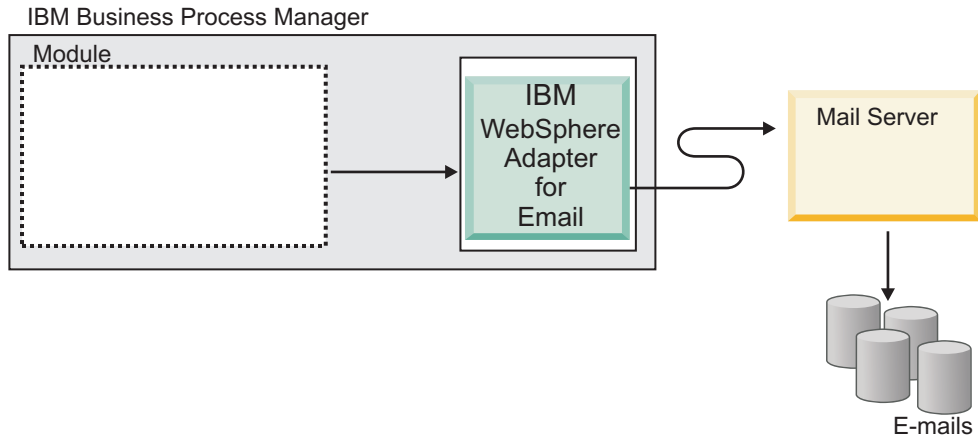 IBM Business Process Manager
Module
IBM
WebSphere
Adapter
for
Email
Mail Server
E-mails